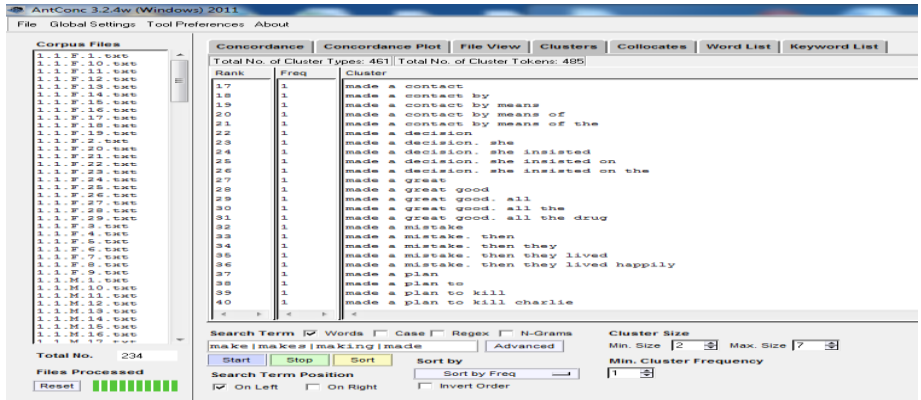 AntConc 3.2.4w (Windows) 2011
File Global Settings Tool Preferences About
Corpus Files
1.1.F.1.txt
1.1.F.10.txt
1.1.F.11.txt
1.1.F.12.txt
1.1.F.13.txt
1.1.F.14.txt
1.1.F.15.txt
1.1.F.16.txt
1.1.F.17.txt
1.1.F.18.txt
1.1.F.19.txt
1.1.F.2.txt
1.1.F.20.txt
1.1.F.21.txt
1.1.F.22.txt
1.1.F.23.txt
1.1.F.24.txt
1.1.F.25.txt
1.1.F.26.txt
1.1.F.27.txt
1.1.F.28.txt
1.1.F.29.txt
1.1.F.3.txt
1.1.F.4.txt
1.1.F.5.txt
1.1.F.6.txt
1.1.F.7.txt
1.1.F.8.txt
1.1.F.9.txt
1.1.M.1.txt
1.1.M.10.txt
1.1.M.11.txt
1.1.M.12.txt
1.1.M.13.txt
1.1.M.14.txt
1.1.M.15.txt
1.1.M.16.txt
1.1.M.17.txt
Total No. 234
Files Processed
Reset
Concordance Concordance Plot File View Clusters Collocates Word List Keyword List
Total No. of Cluster Types: 461 Total No. of Cluster Tokens: 485
Rank Freq Cluster
17 1 made a contact
18 1 made a contact by
19 1 made a contact by means
20 1 made a contact by means of
21 1 made a contact by means of the
22 1 made a decision
23 1 made a decision. she
24 1 made a decision. she insisted
25 1 made a decision. she insisted on
26 1 made a decision. she insisted on the
27 1 made a great
28 1 made a great good
29 1 made a great good. all
30 1 made a great good. all the
31 1 made a great good. all the drug
32 1 made a mistake
33 1 made a mistake. then
34 1 made a mistake. then they
35 1 made a mistake. then they lived
36 1 made a mistake. then they lived happily
37 1 made a plan
38 1 made a plan to
39 1 made a plan to kill
40 1 made a plan to kill charlie
Search Term Words Case Regex N-Grams Cluster Size
make|makes|making|made Advanced Min. Size 2 Max. Size 7
Start Stop Sort Sort by Min. Cluster Frequency
Search Term Position Sort by Freq 1
On Left On Right Invert Order